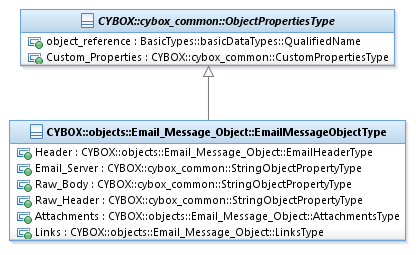 CYBOX::cybox_common::ObjectPropertiesType
object_reference : BasicTypes::basicDataTypes::QualifiedName
Custom_Properties : CYBOX::cybox_common::CustomPropertiesType
CYBOX::objects::Email_Message_Object::EmailMessageObjectType
Header : CYBOX::objects::Email_Message_Object::EmailHeaderType
Email_Server : CYBOX::cybox_common::StringObjectPropertyType
Raw_Body : CYBOX::cybox_common::StringObjectPropertyType
Raw_Header : CYBOX::cybox_common::StringObjectPropertyType
Attachments : CYBOX::objects::Email_Message_Object::AttachmentsType
Links : CYBOX::objects::Email_Message_Object::LinksType